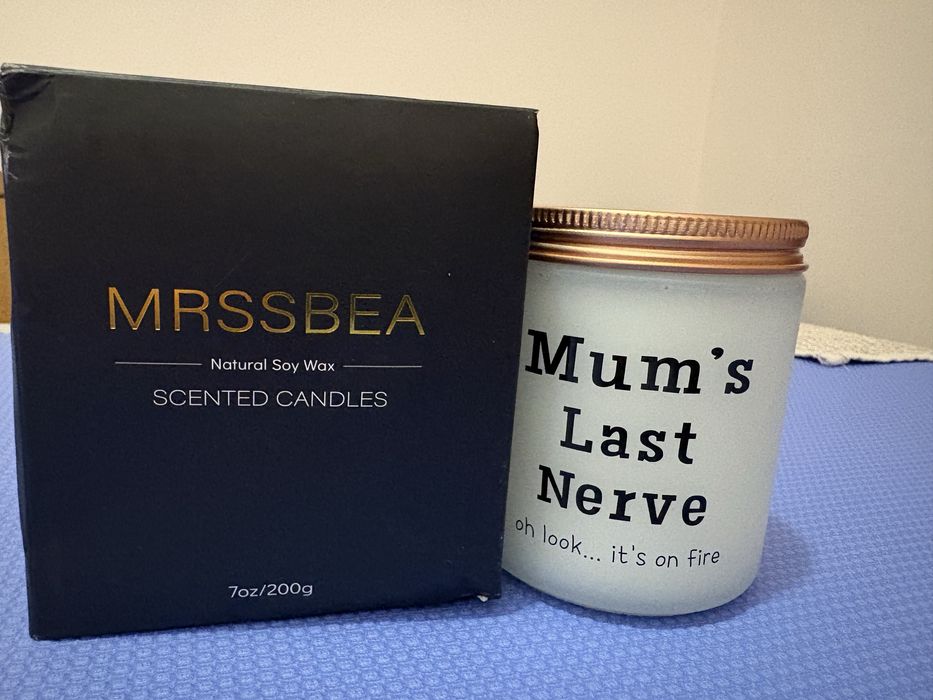 MRSSBEA
Natural Soy Wax
SCENTED CANDLES
7oz/200g
Mum's
Last
Nerve
oh look... it's on fire